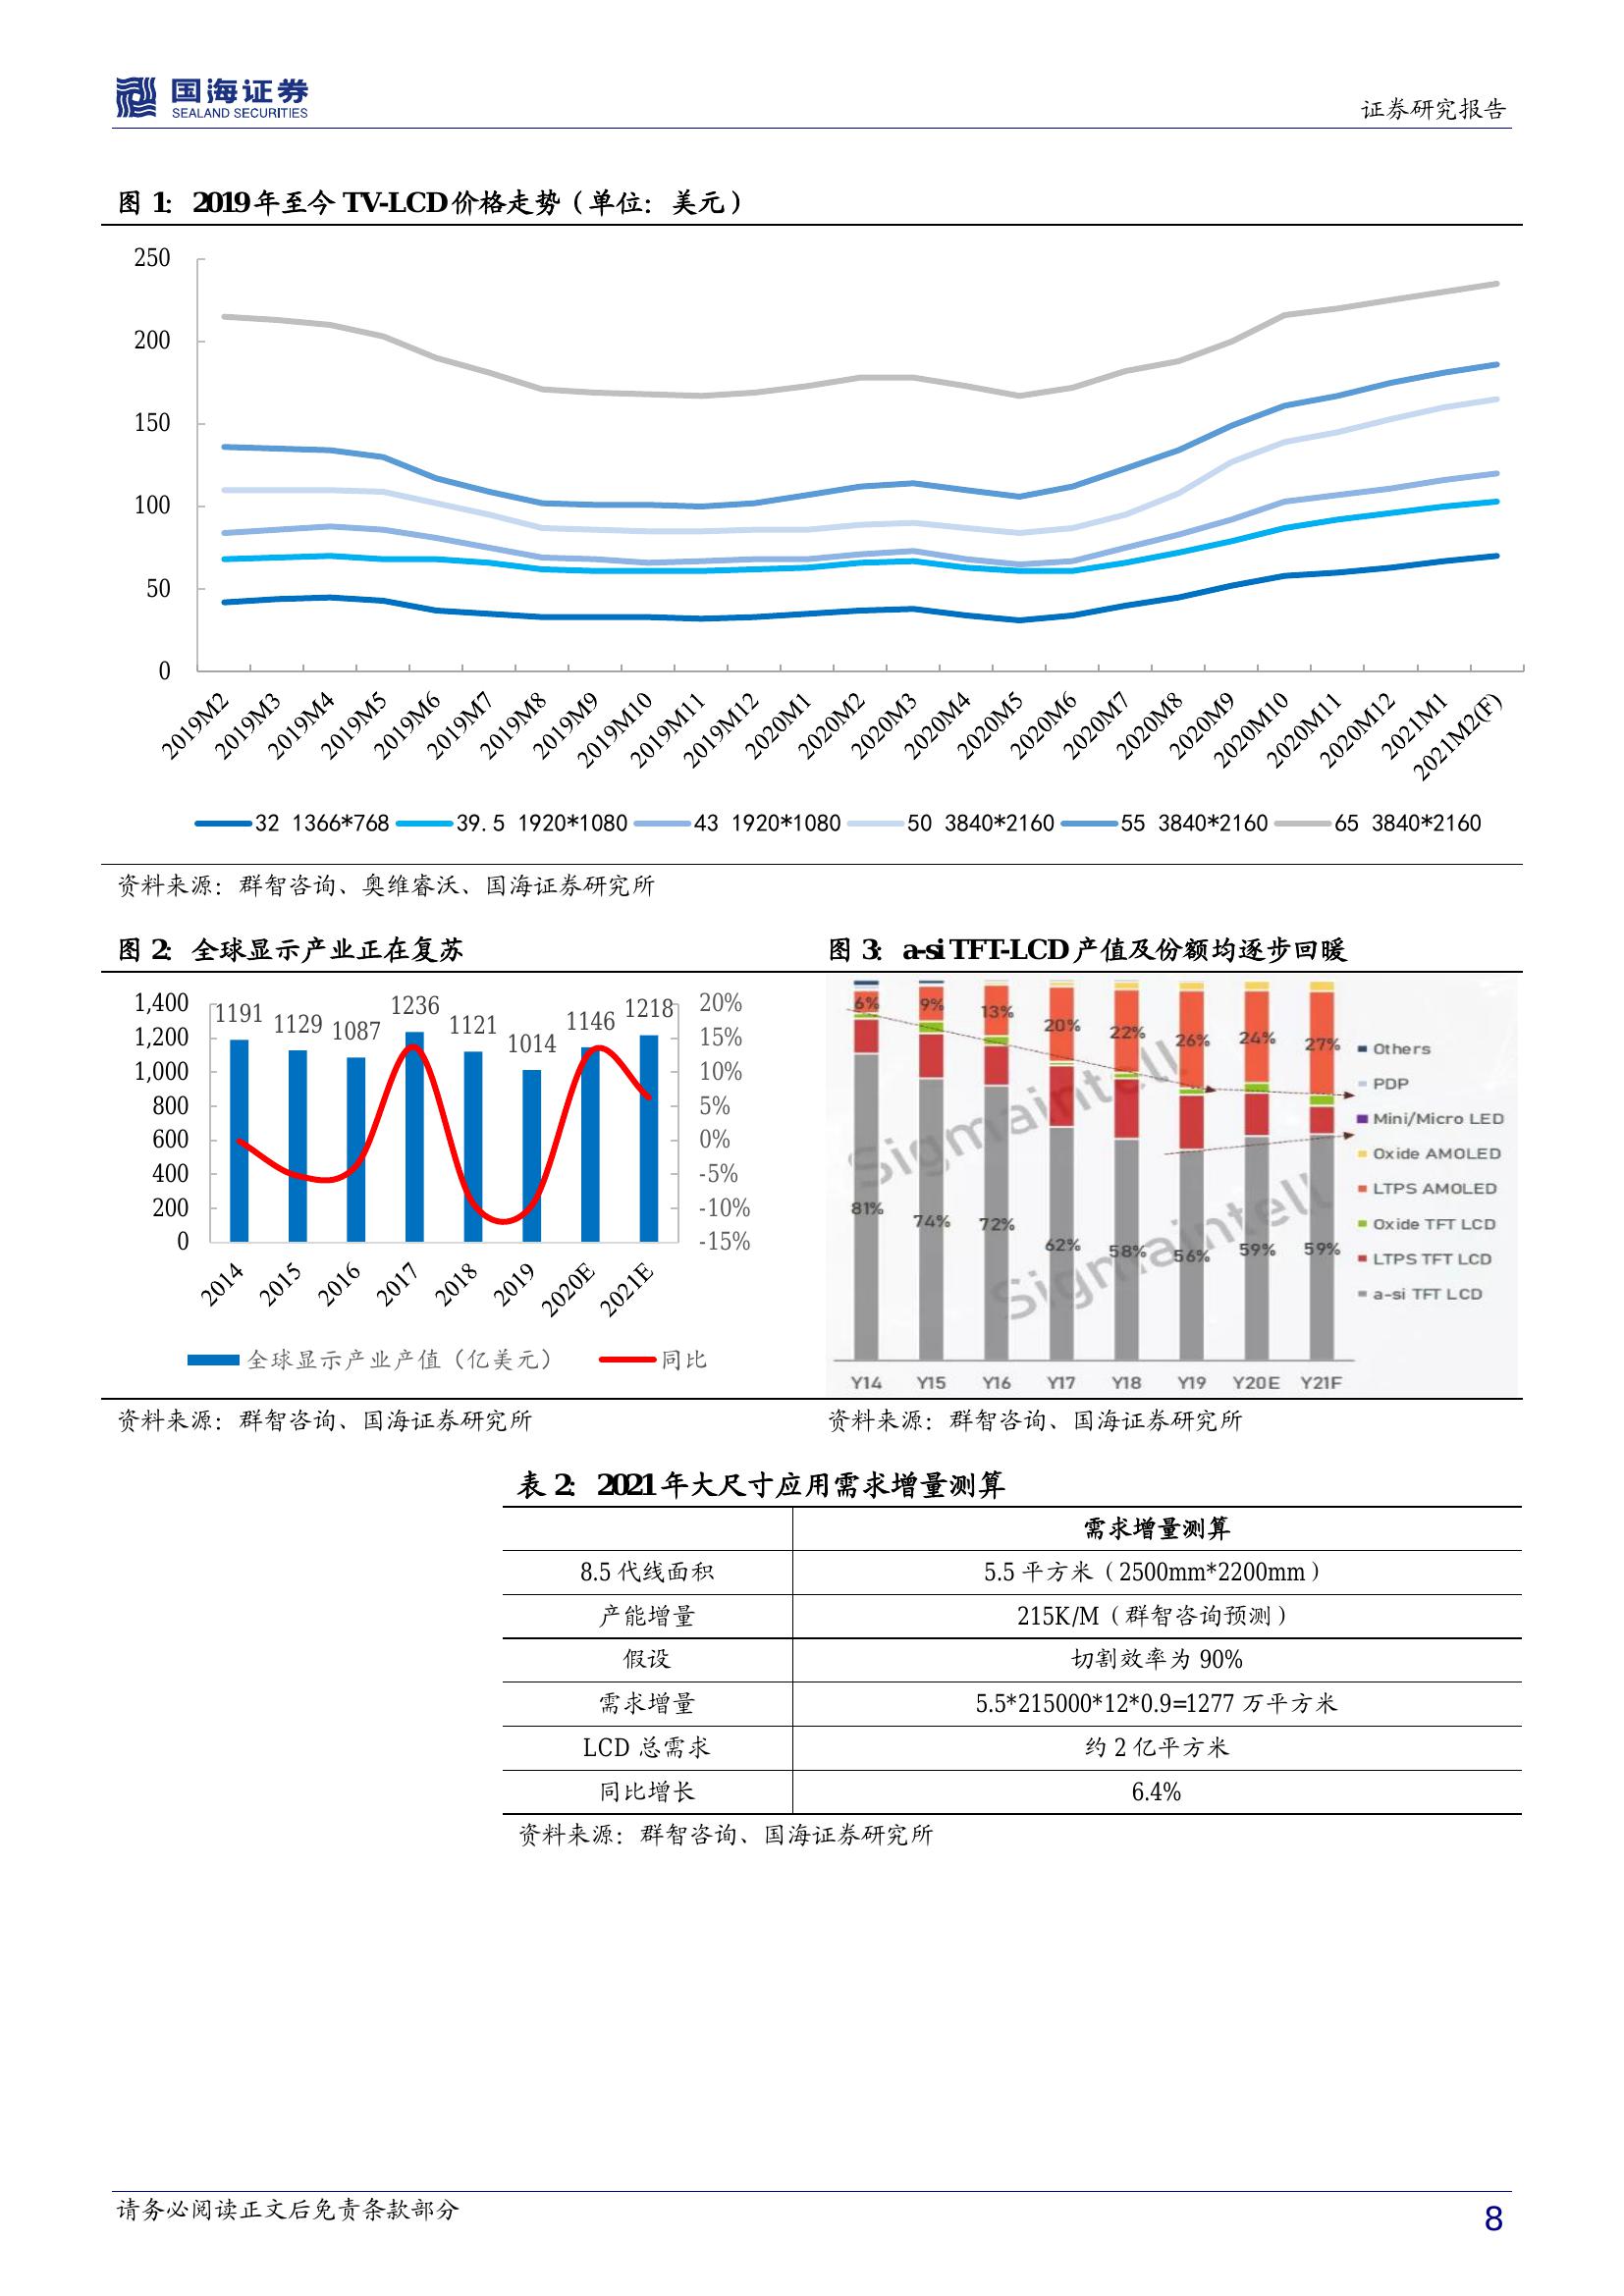 国海证券
SEALAND SECURITIES
证券研究报告
图 1: 2019年至今 TV-LCD价格走势（单位：美元）
250
200
150
100
50
0
2019M2 2019M3 2019M4 2019M5 2019M6 2019M7 2019M8 2019M9 2019M10 2019M11 2019M12 2020M1 2020M2 2020M3 2020M4 2020M5 2020M6 2020M7 2020M8 2020M9 2020M10 2020M11 2020M12 2021M1 2021M2(F)
32 1366*768 39.5 1920*1080 43 1920*1080 50 3840*2160 55 3840*2160 65 3840*2160
资料来源：群智咨询、奥维睿沃、国海证券研究所
图 2: 全球显示产业正在复苏
1,400
1,200
1,000
800
600
400
200
0
1191 1129 1087 1236 1121 1014 1146 1218
20%
15%
10%
5%
0%
-5%
-10%
-15%
2014 2015 2016 2017 2018 2019 2020E 2021E
全球显示产业产值（亿美元） 同比
资料来源：群智咨询、国海证券研究所
图 3: a-si TFT-LCD产值及份额均逐步回暖
6% 9% 13% 20% 22% 26% 24% 27%
81% 74% 72% 62% 58% 56% 59% 59%
Sigmaintell
Sigmaintell
Y14 Y15 Y16 Y17 Y18 Y19 Y20E Y21F
Others
PDP
Mini/Micro LED
Oxide AMOLED
LTPS AMOLED
Oxide TFT LCD
LTPS TFT LCD
a-si TFT LCD
资料来源：群智咨询、国海证券研究所
表 2: 2021年大尺寸应用需求增量测算
需求增量测算
8.5代线面积 5.5平方米（2500mm*2200mm）
产能增量 215K/M（群智咨询预测）
假设 切割效率为 90%
需求增量 5.5*215000*12*0.9=1277 万平方米
LCD 总需求 约 2 亿平方米
同比增长 6.4%
资料来源：群智咨询、国海证券研究所
请务必阅读正文后免责条款部分
8